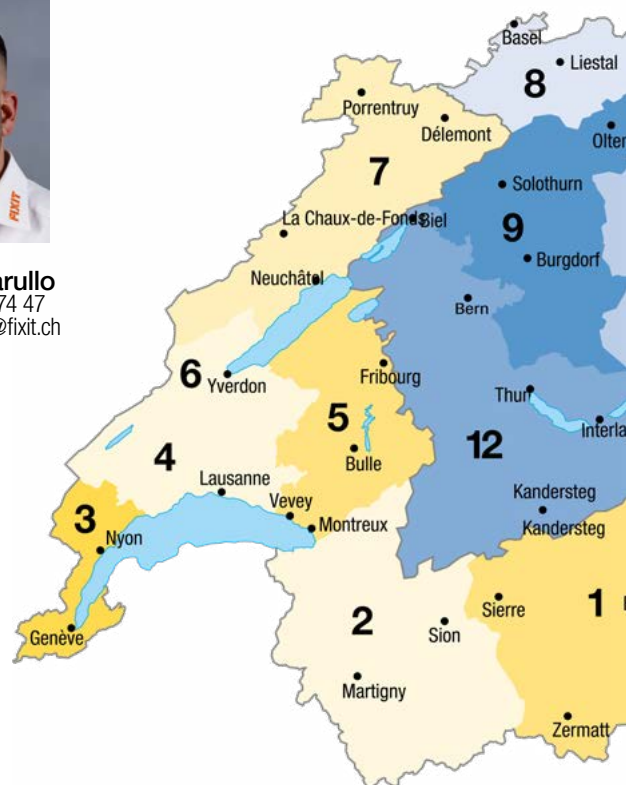 Basel
Liestal
8
Porrentruy
Délemont
Olten
7
Solothurn
La Chaux-de-Fonds
Biel
9
FIXIT
Burgdorf
Neuchâtel
arullo
74 47
@fixit.ch
Bern
6
Yverdon
Fribourg
Thun
5
Interla
12
4
Bulle
Lausanne
Vevey
Kandersteg
3
Montreux
Kandersteg
Nyon
1
2
Sierre
Genève
Sion
Martigny
Zermatt